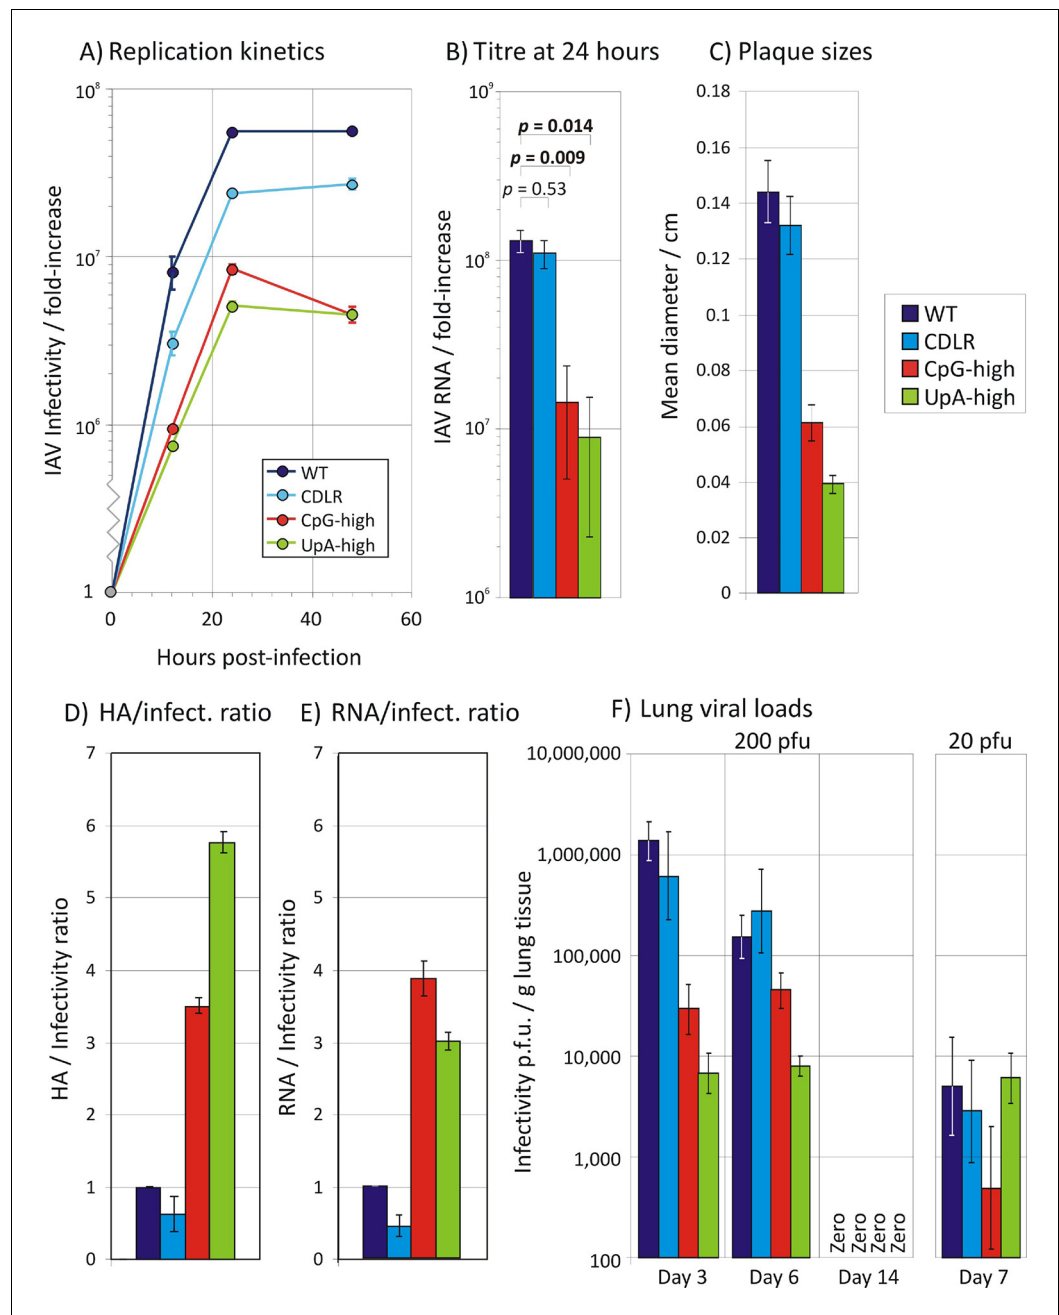 A) Replication kinetics
B) Titre at 24 hours
C) Plaque sizes
IAV Infectivity / fold-increase
10^8
10^7
10^6
1
0
20
40
60
Hours post-infection
WT
CDLR
CpG-high
UpA-high
IAV RNA / fold-increase
10^9
10^8
10^7
10^6
p = 0.014
p = 0.009
p = 0.53
Mean diameter / cm
0.18
0.16
0.14
0.12
0.1
0.08
0.06
0.04
0.02
0
WT
CDLR
CpG-high
UpA-high
D) HA/infect. ratio
E) RNA/infect. ratio
F) Lung viral loads
HA / Infectivity ratio
7
6
5
4
3
2
1
0
RNA / Infectivity ratio
7
6
5
4
3
2
1
0
200 pfu
20 pfu
Infectivity p.f.u. / g lung tissue
10,000,000
1,000,000
100,000
10,000
1,000
100
Zero
Zero
Zero
Zero
Day 3
Day 6
Day 14
Day 7